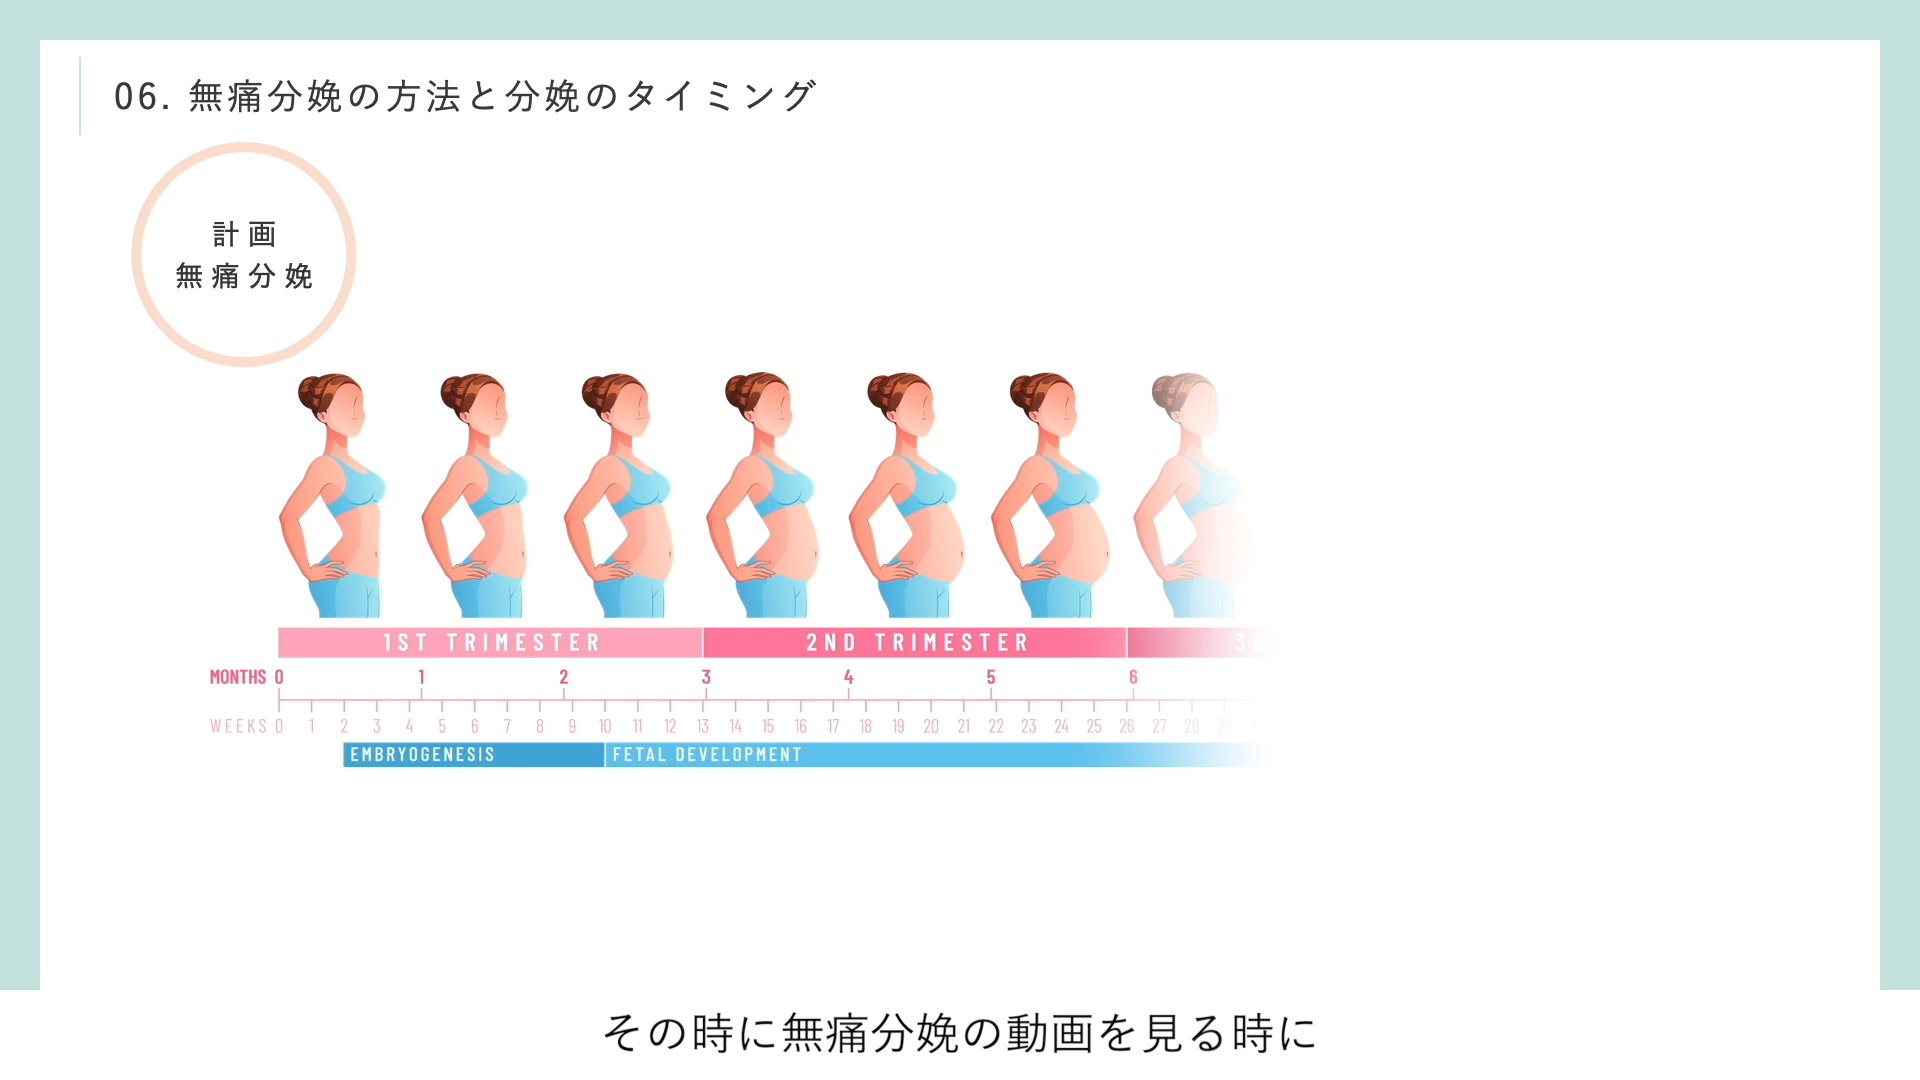 06. 無痛分娩の方法と分娩のタイミング
計画
無痛分娩
1ST TRIMESTER 2ND TRIMESTER
MONTHS 0 1 2 3 4 5 6
WEEKS 0 1 2 3 4 5 6 7 8 9 10 11 12 13 14 15 16 17 18 19 20 21 22 23 24 25 26 27 28 29
EMBRYOGENESIS FETAL DEVELOPMENT
その時に無痛分娩の動画を見る時に